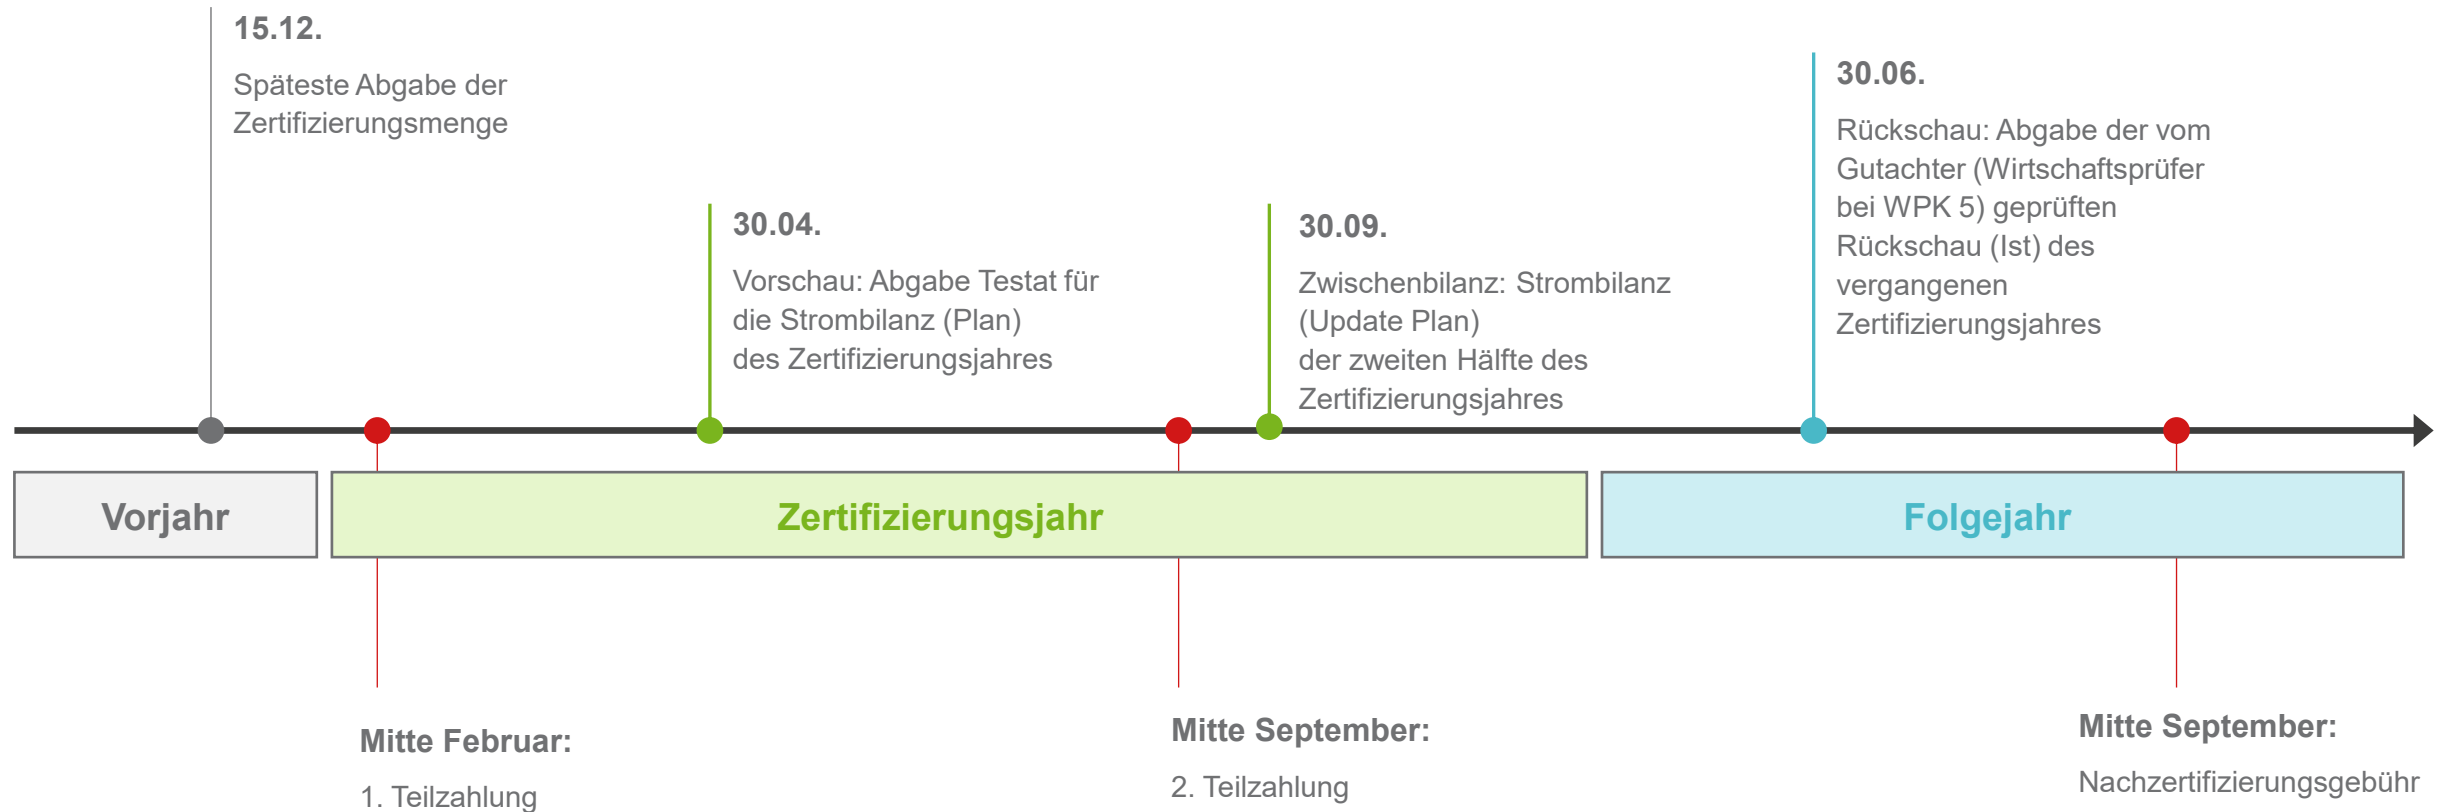 15.12.
Späteste Abgabe der
Zertifizierungsmenge
30.04.
Vorschau: Abgabe Testat für
die Strombilanz (Plan)
des Zertifizierungsjahres
30.09.
Zwischenbilanz: Strombilanz
(Update Plan)
der zweiten Hälfte des
Zertifizierungsjahres
30.06.
Rückschau: Abgabe der vom
Gutachter (Wirtschaftsprüfer
bei WPK 5) geprüften
Rückschau (Ist) des
vergangenen
Zertifizierungsjahres
Vorjahr
Zertifizierungsjahr
Folgejahr
Mitte Februar:
1. Teilzahlung
Mitte September:
2. Teilzahlung
Mitte September:
Nachzertifizierungsgebühr